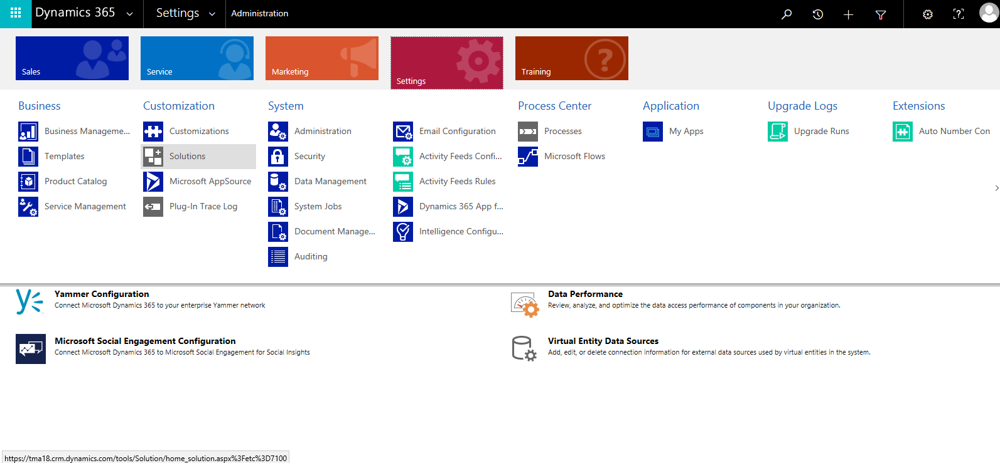 Dynamics 365 Settings Administration
Sales
Service
Marketing
Settings
Training
Business
Business Manageme...
Templates
Product Catalog
Service Management
Customization
Customizations
Solutions
Microsoft AppSource
Plug-In Trace Log
System
Administration
Security
Data Management
System Jobs
Document Manage...
Auditing
Email Configuration
Activity Feeds Confi...
Activity Feeds Rules
Dynamics 365 App f...
Intelligence Configu...
Process Center
Processes
Microsoft Flows
Application
My Apps
Upgrade Logs
Upgrade Runs
Extensions
Auto Number Con
Yammer Configuration
Connect Microsoft Dynamics 365 to your enterprise Yammer network
Data Performance
Review, analyze, and optimize the data access performance of components in your organization.
Microsoft Social Engagement Configuration
Connect Microsoft Dynamics 365 to Microsoft Social Engagement for Social Insights
Virtual Entity Data Sources
Add, edit, or delete connection information for external data sources used by virtual entities in the system.
https://tma18.crm.dynamics.com/tools/Solution/home_solution.aspx%3Fetc%3D7100